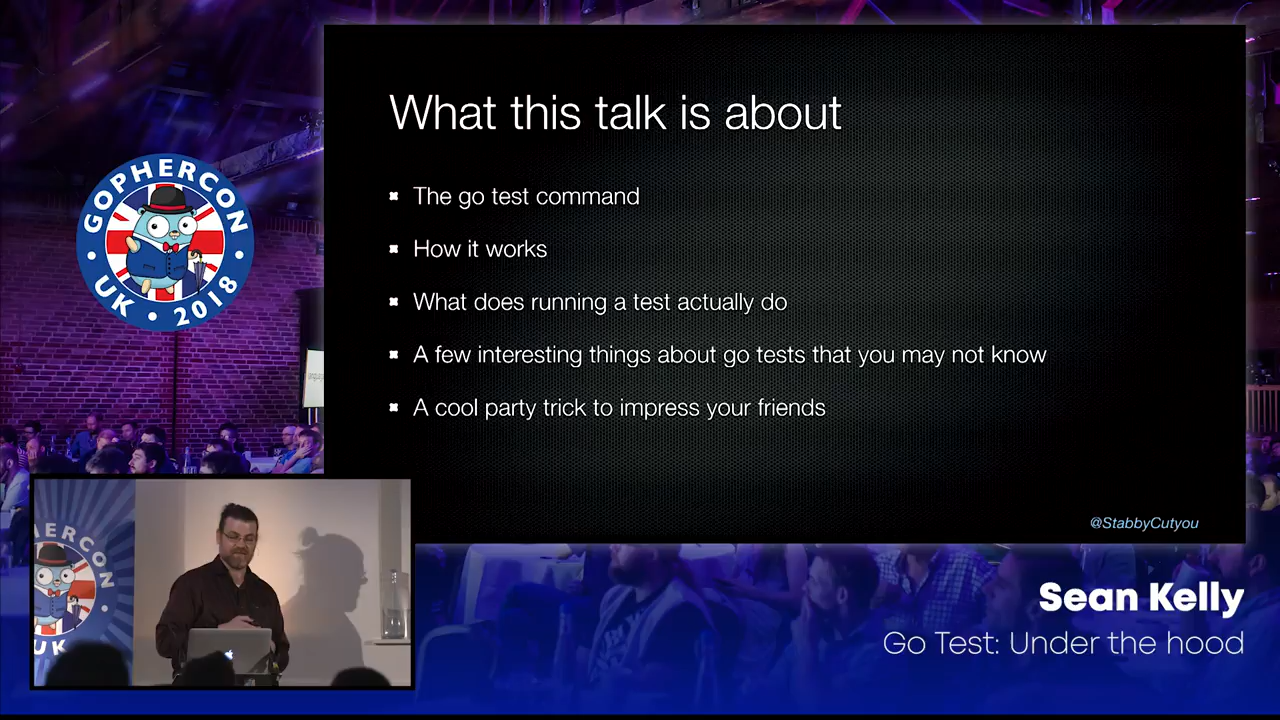 What this talk is about
The go test command
How it works
What does running a test actually do
A few interesting things about go tests that you may not know
A cool party trick to impress your friends
@StabbyCutyou
GOPHERCON
UK • 2018
PHERCON
UK
Sean Kelly
Go Test: Under the hood